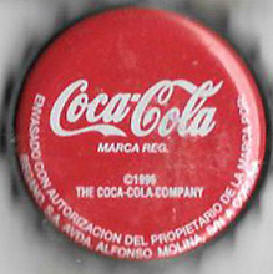 Coca-Cola
MARCA REG.
©1996
THE COCA-COLA COMPANY
ENVASADO CON AUTORIZACION DEL PROPIETARIO DE LA MARCA POR:
S.A. AVDA. ALFONSO MOLINA, S/N A CORUÑA